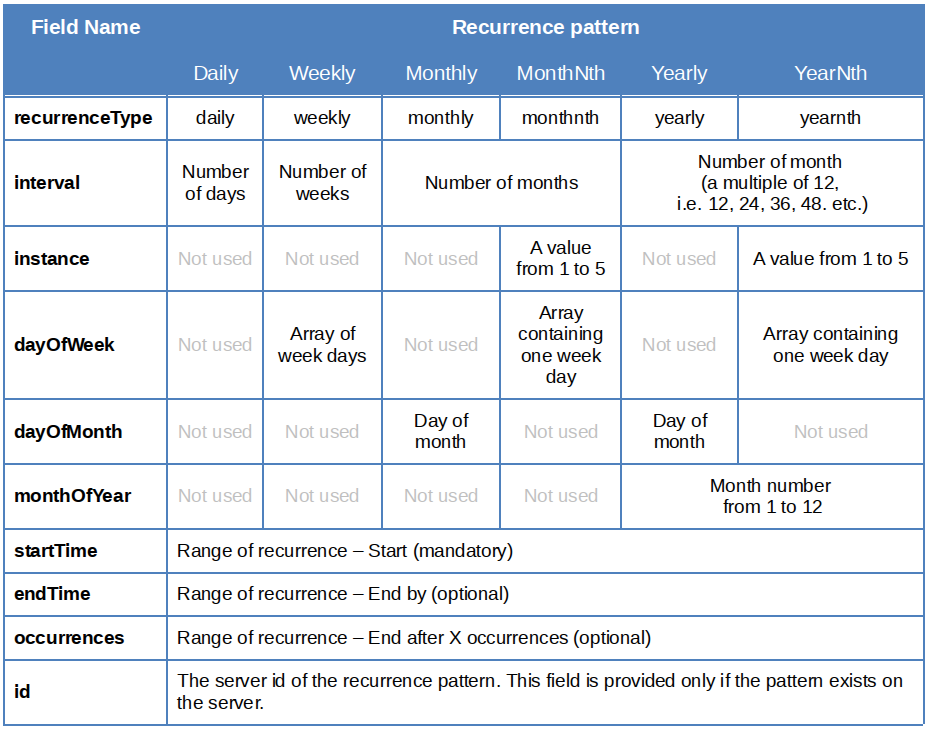 Field Name
Recurrence pattern
Daily
Weekly
Monthly
MonthNth
Yearly
YearNth
recurrenceType
daily
weekly
monthly
monthnth
yearly
yearnth
interval
Number
of days
Number of
weeks
Number of months
Number of month
(a multiple of 12,
i.e. 12, 24, 36, 48. etc.)
instance
Not used
Not used
Not used
A value
from 1 to 5
Not used
A value from 1 to 5
dayOfWeek
Not used
Array of
week days
Not used
Array
containing
one week
day
Not used
Array containing
one week day
dayOfMonth
Not used
Not used
Day of
month
Not used
Day of
month
Not used
monthOfYear
Not used
Not used
Not used
Not used
Month number
from 1 to 12
startTime
Range of recurrence – Start (mandatory)
endTime
Range of recurrence – End by (optional)
occurrences
Range of recurrence – End after X occurrences (optional)
id
The server id of the recurrence pattern. This field is provided only if the pattern exists on
the server.